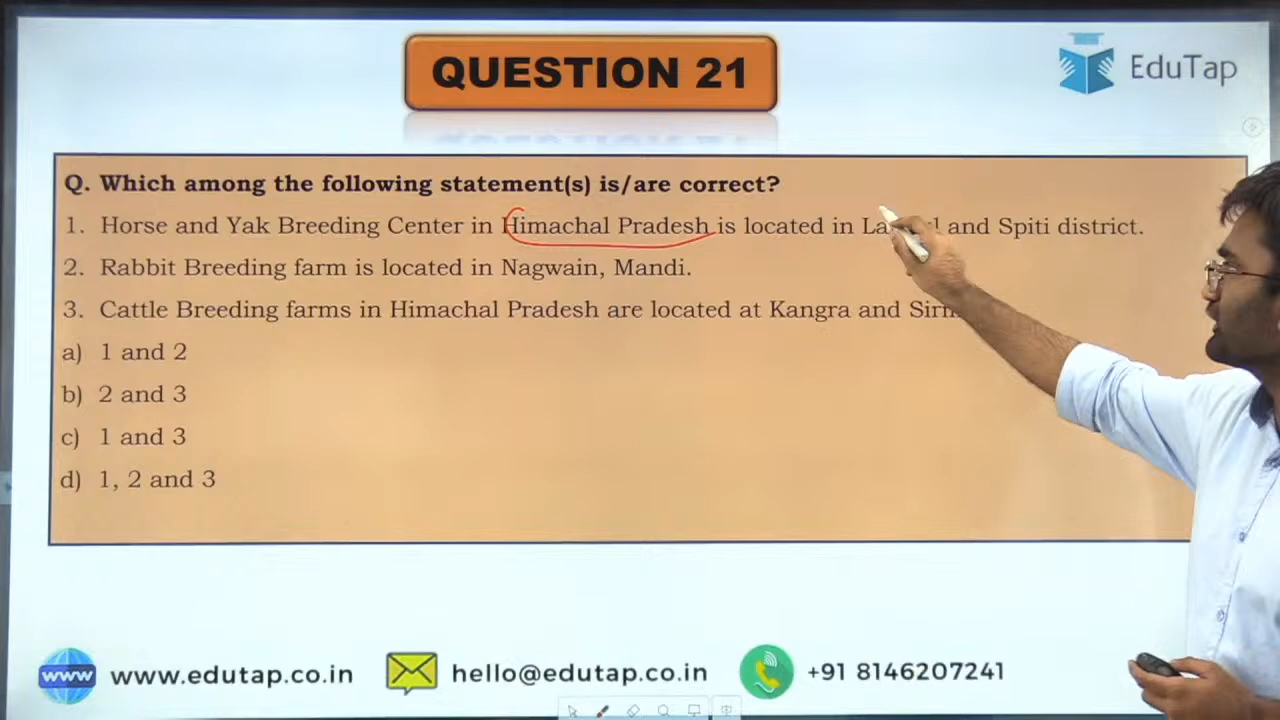 QUESTION 21
EduTap
Q. Which among the following statement(s) is/are correct?
1. Horse and Yak Breeding Center in Himachal Pradesh is located in and Spiti district.
2. Rabbit Breeding farm is located in Nagwain, Mandi.
3. Cattle Breeding farms in Himachal Pradesh are located at Kangra and
a) 1 and 2
b) 2 and 3
c) 1 and 3
d) 1, 2 and 3
www www.edutap.co.in hello@edutap.co.in +91 8146207241